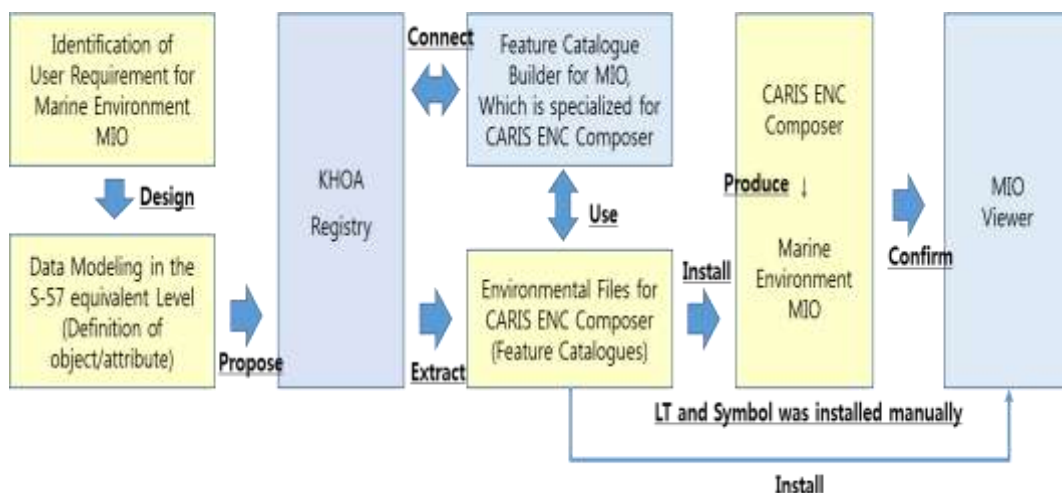 Identification of
User Requirement for
Marine Environment
MIO
Design
Data Modeling in the
S-57 equivalent Level
(Definition of
object/attribute)
Propose
KHOA
Registry
Connect
Extract
Feature Catalogue
Builder for MIO,
Which is specialized for
CARIS ENC Composer
Use
Environmental Files for
CARIS ENC Composer
(Feature Catalogues)
Install
CARIS ENC
Composer
Produce ↓
Marine
Environment
MIO
Confirm
MIO
Viewer
LT and Symbol was installed manually
Install